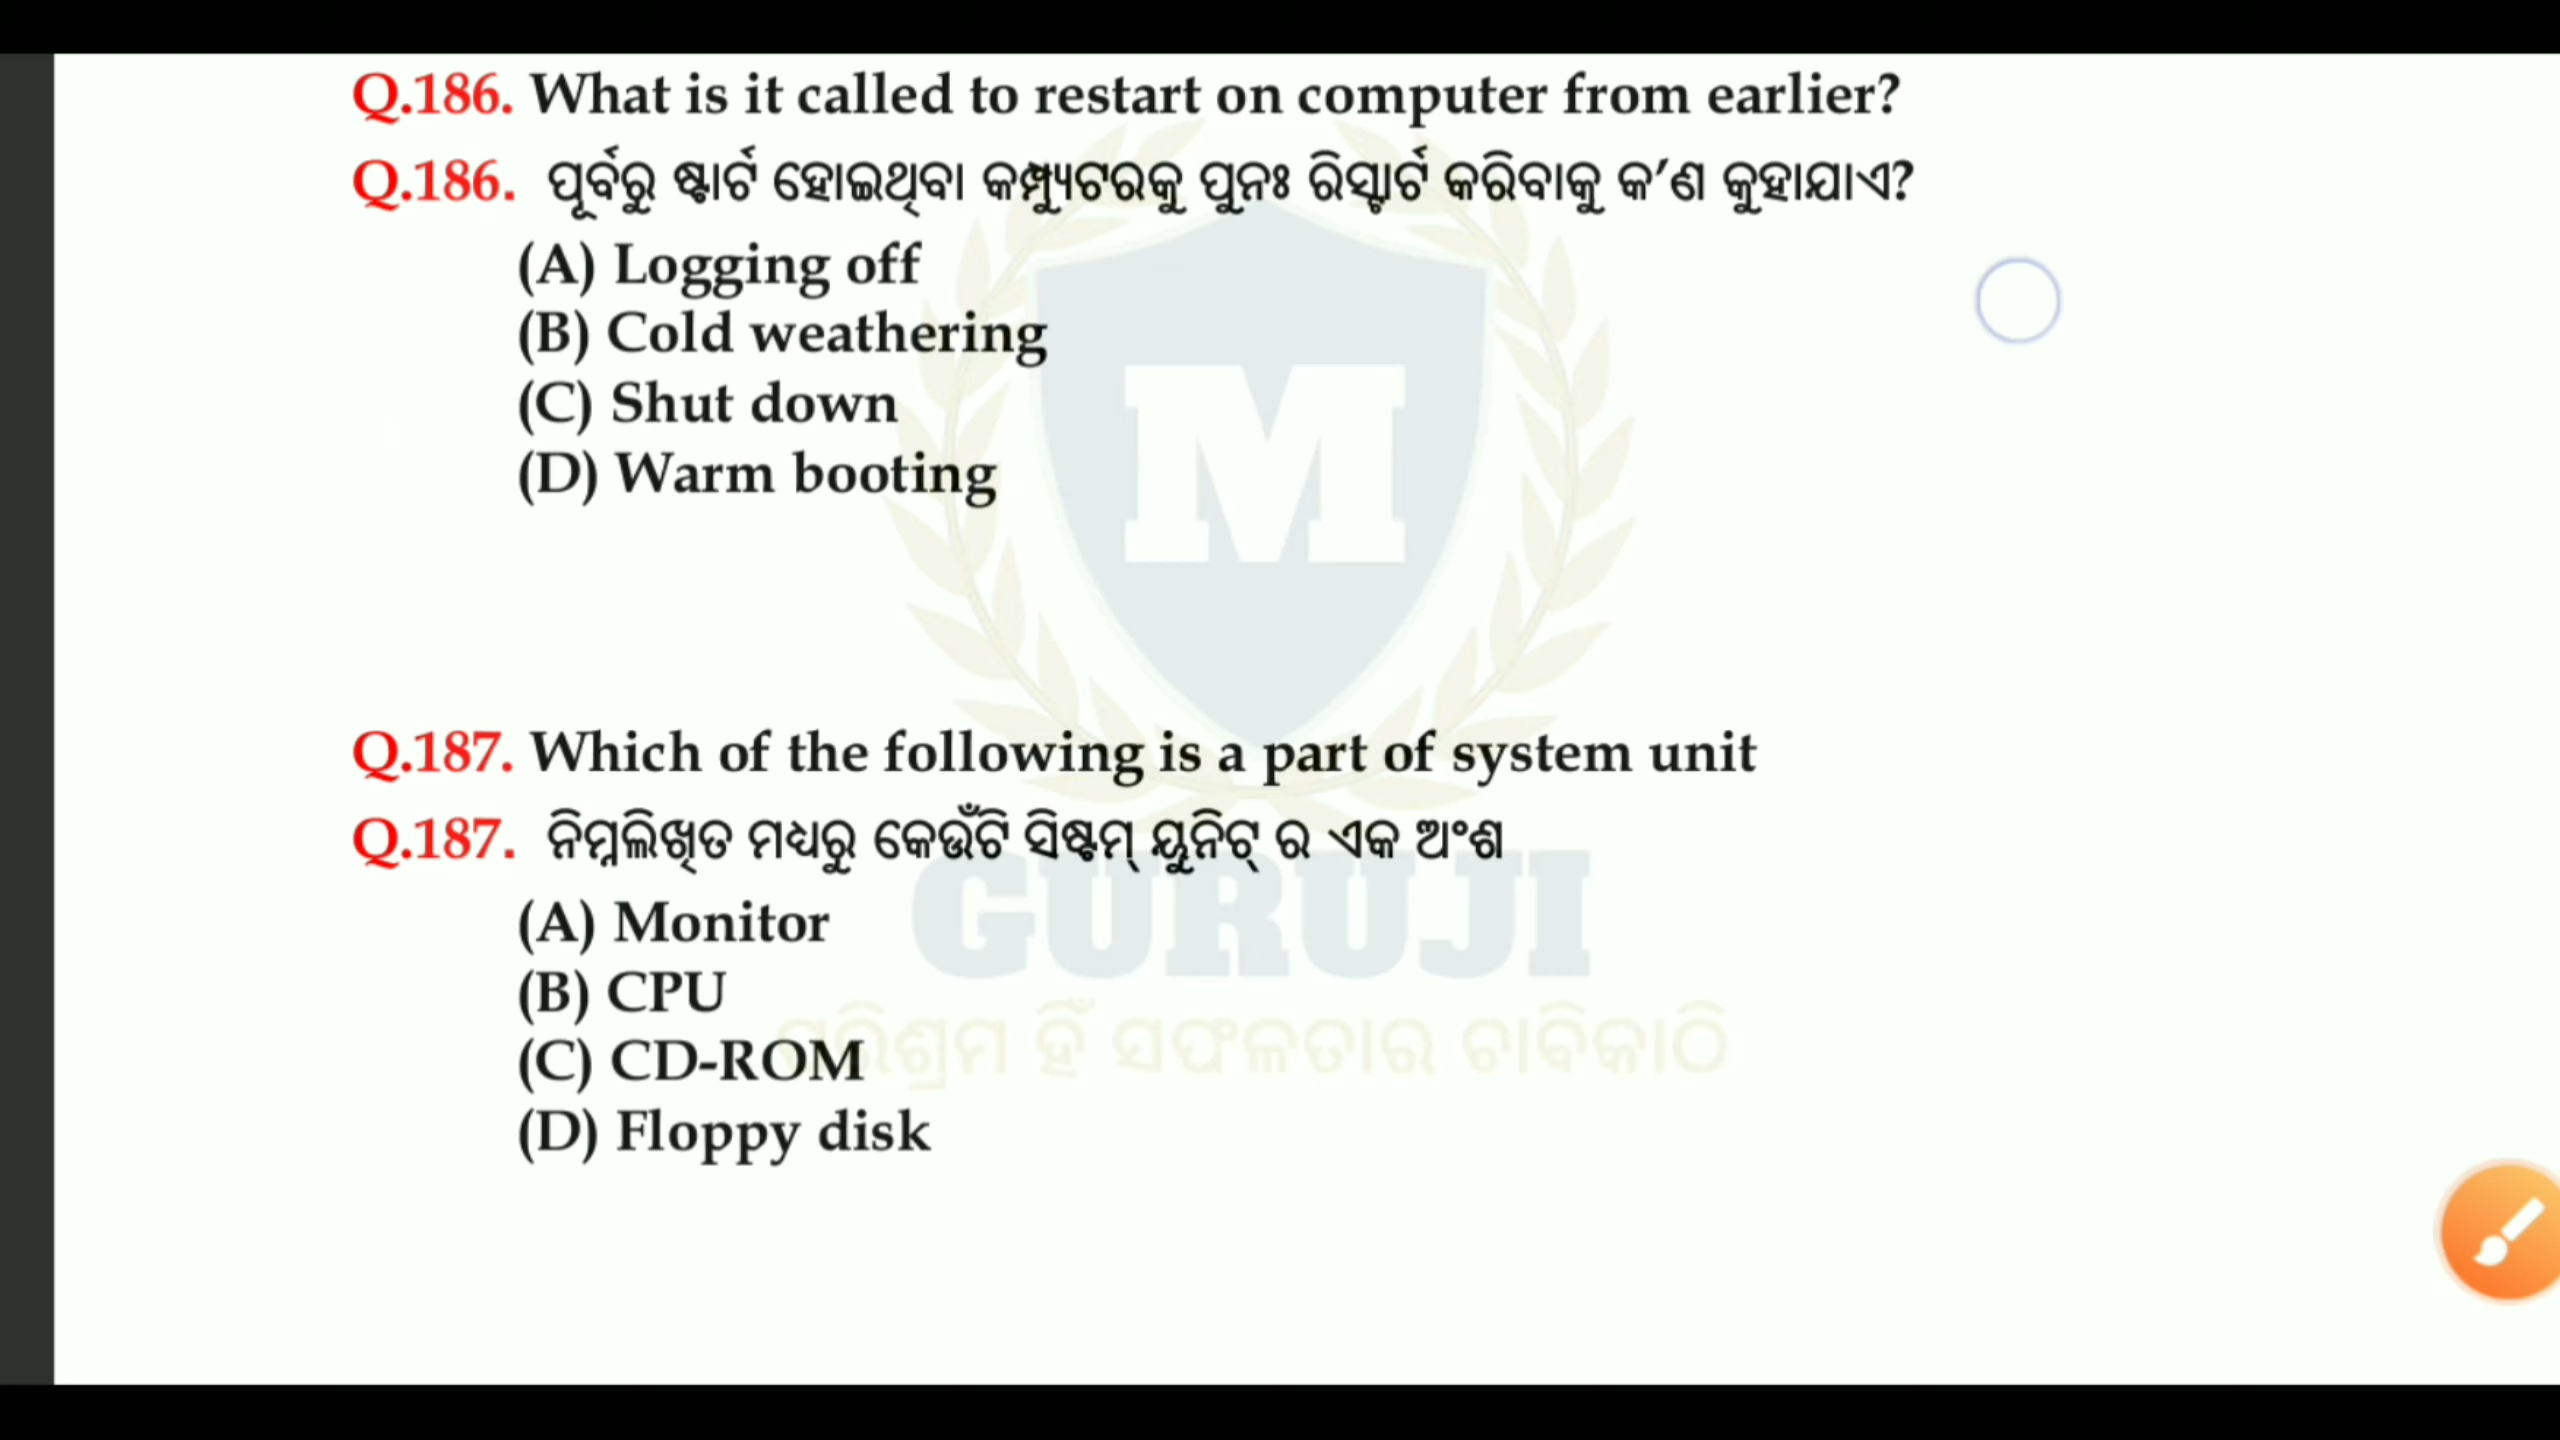 Q.186. What is it called to restart on computer from earlier?
Q.186. ପୂର୍ବରୁ ଷ୍ଟାର୍ଟ ହୋଇଥିବା କମ୍ପ୍ୟୁଟରକୁ ପୁନଃ ରିସ୍ଟାର୍ଟ କରିବାକୁ କ'ଣ କୁହାଯାଏ?
(A) Logging off
(B) Cold weathering
(C) Shut down
(D) Warm booting
M
Q.187. Which of the following is a part of system unit
Q.187. ନିମ୍ନଲିଖିତ ମଧ୍ୟରୁ କେଉଁଟି ସିଷ୍ଟମ୍ ୟୁନିଟ୍ ର ଏକ ଅଂଶ
GURUJI
(A) Monitor
(B) CPU
ପରିଶ୍ରମ ହିଁ ସଫଳତାର ଚାବିକାଠି
(C) CD-ROM
(D) Floppy disk